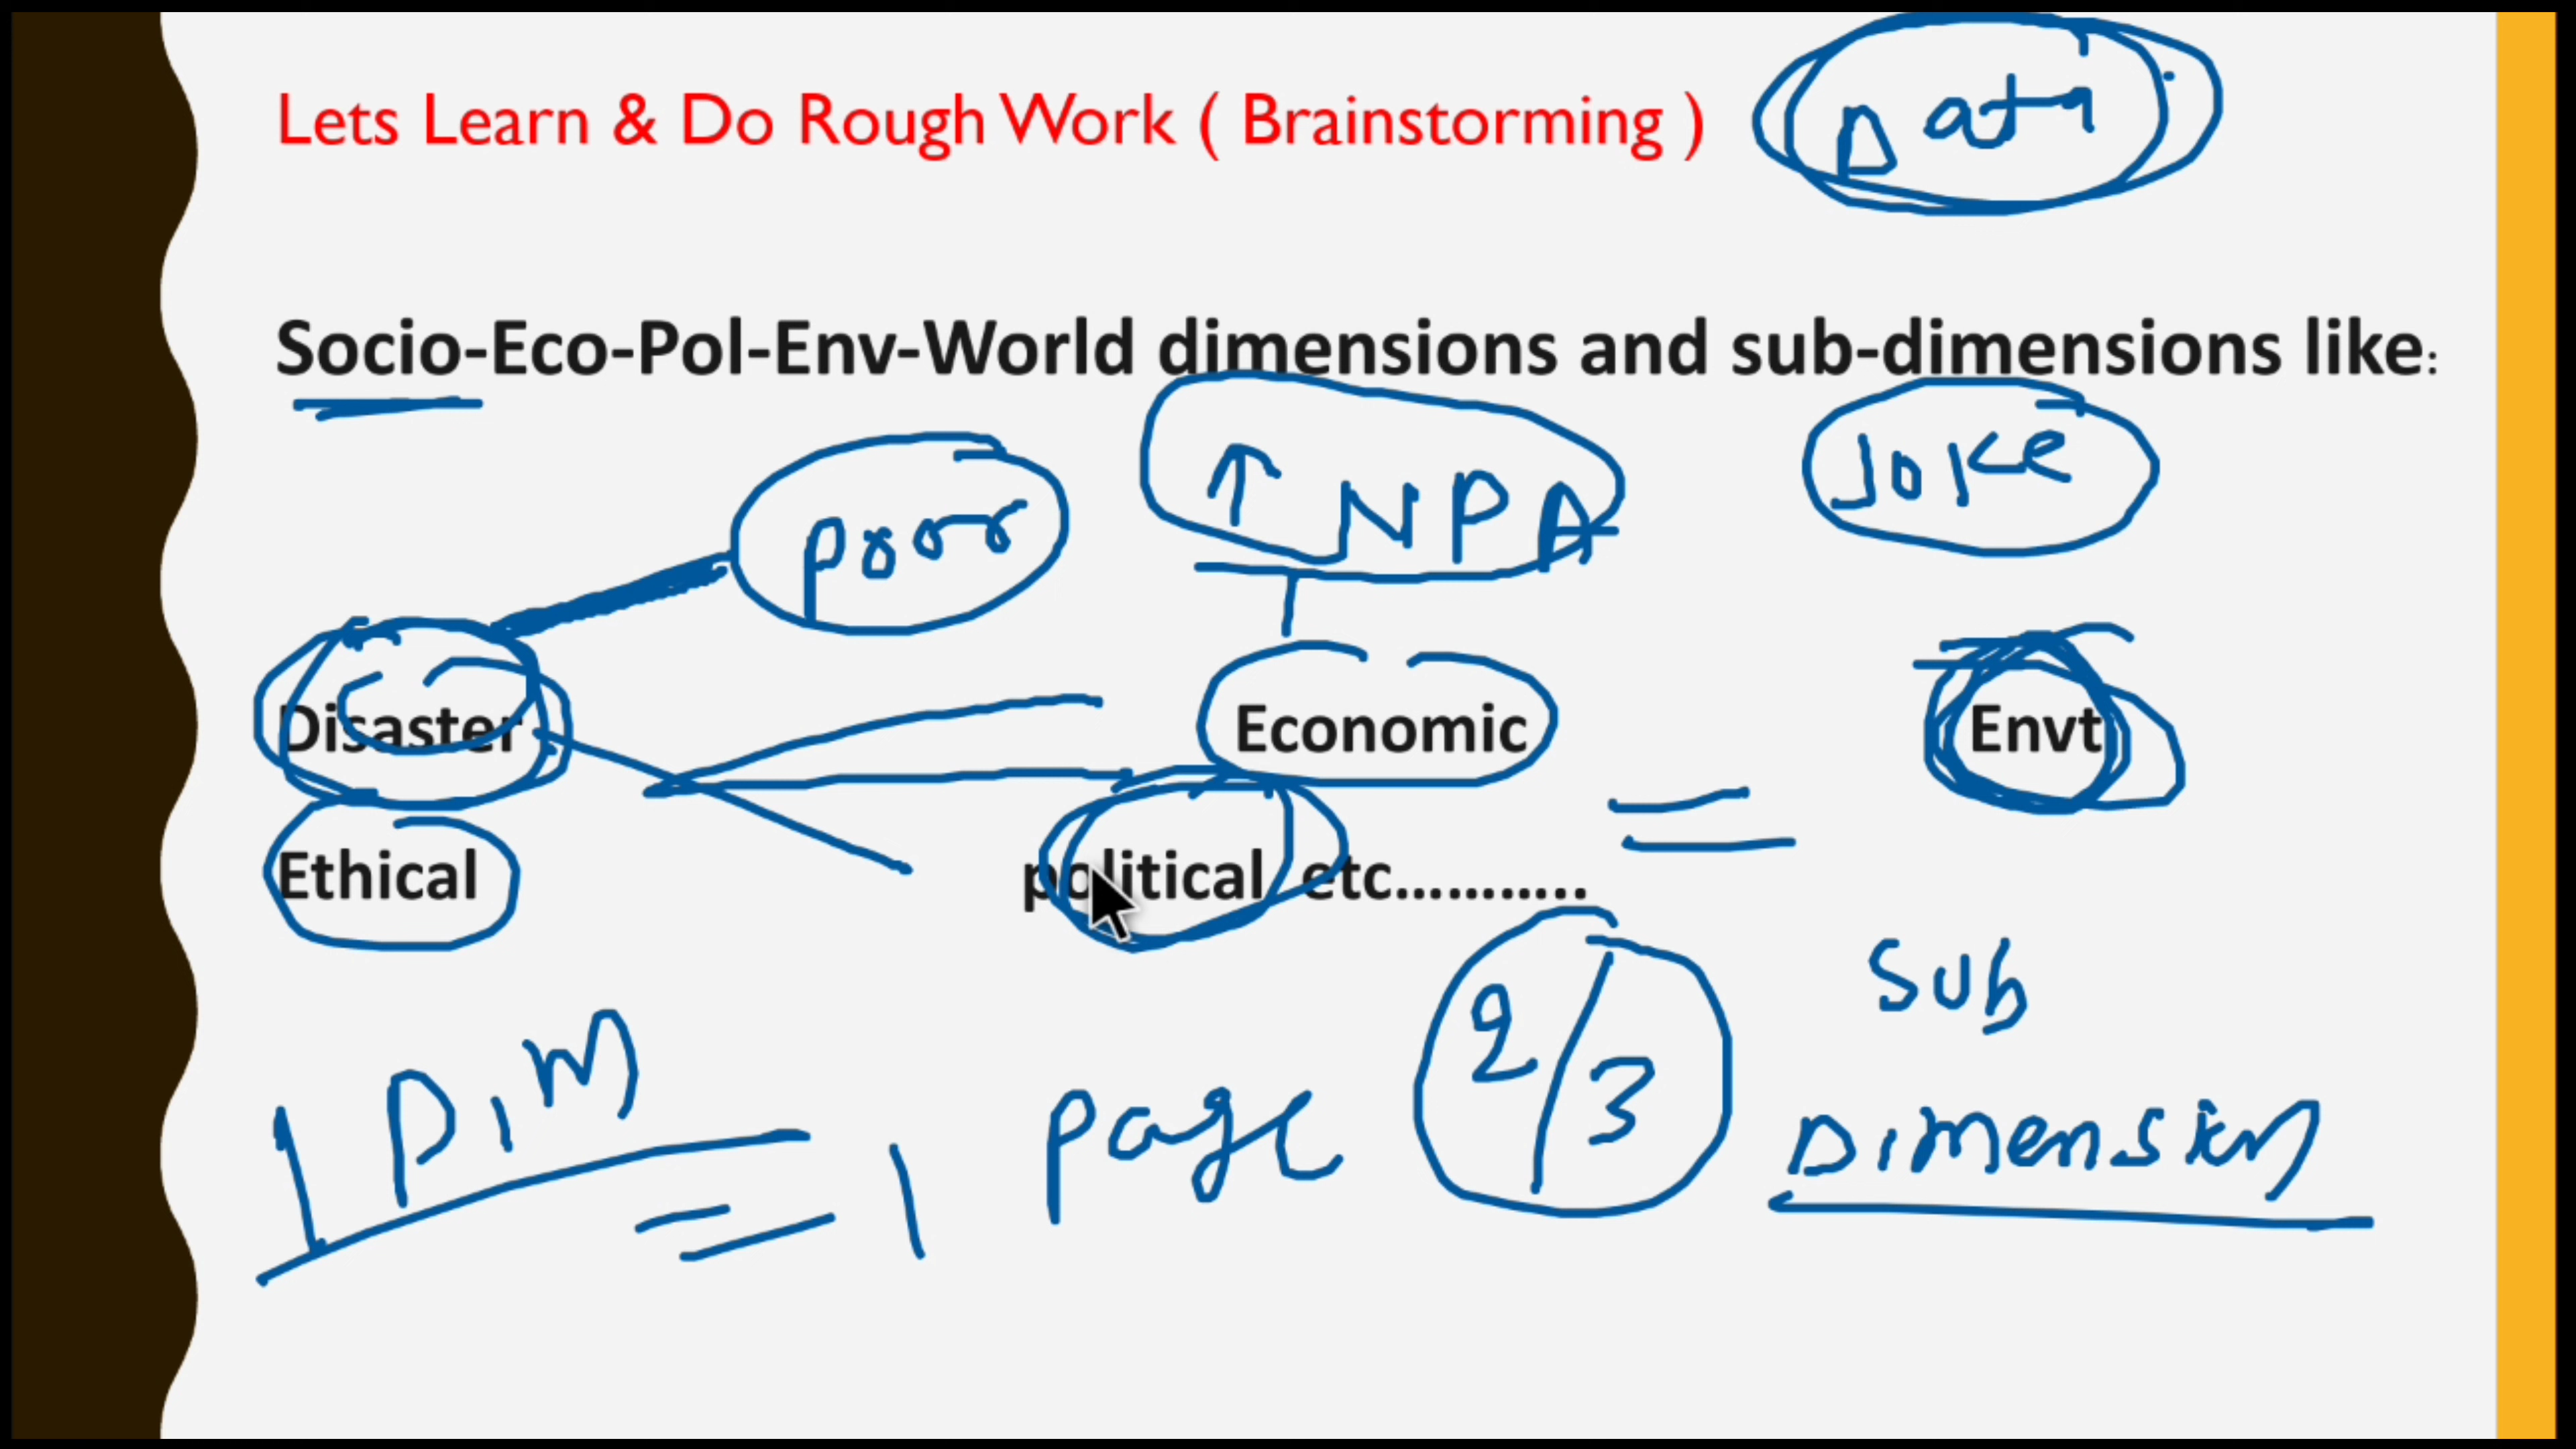 Lets Learn & Do Rough Work ( Brainstorming ) Data
Socio-Eco-Pol-Env-World dimensions and sub-dimensions like:
poor ↑ NPA Joke
Disaster Economic Envt
Ethical political etc………..
1 Dim = 1 page 2/3 Sub
Dimension